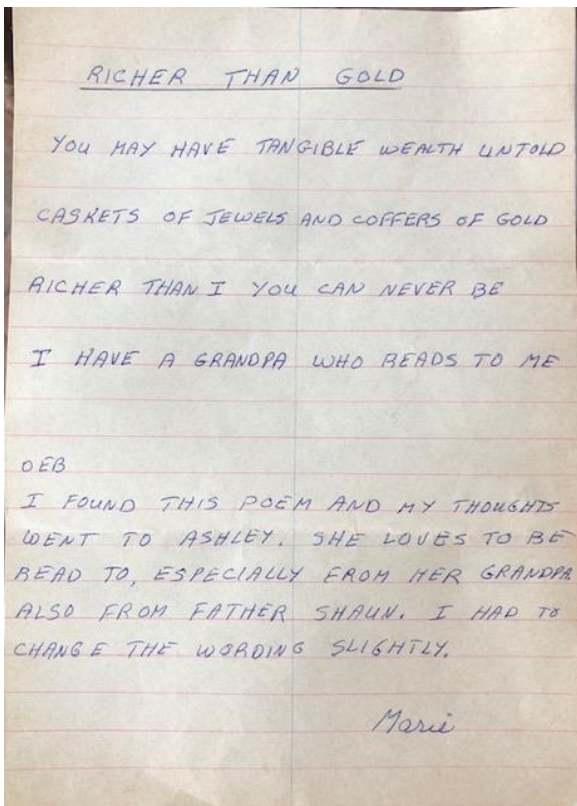 RICHER THAN GOLD
YOU MAY HAVE TANGIBLE WEALTH UNTOLD
CASKETS OF JEWELS AND COFFERS OF GOLD
RICHER THAN I YOU CAN NEVER BE
I HAVE A GRANDPA WHO READS TO ME
DEB
I FOUND THIS POEM AND MY THOUGHTS
WENT TO ASHLEY. SHE LOVES TO BE
READ TO, ESPECIALLY FROM HER GRANDPA
ALSO FROM FATHER SHAUN. I HAD TO
CHANGE THE WORDING SLIGHTLY.
Marie